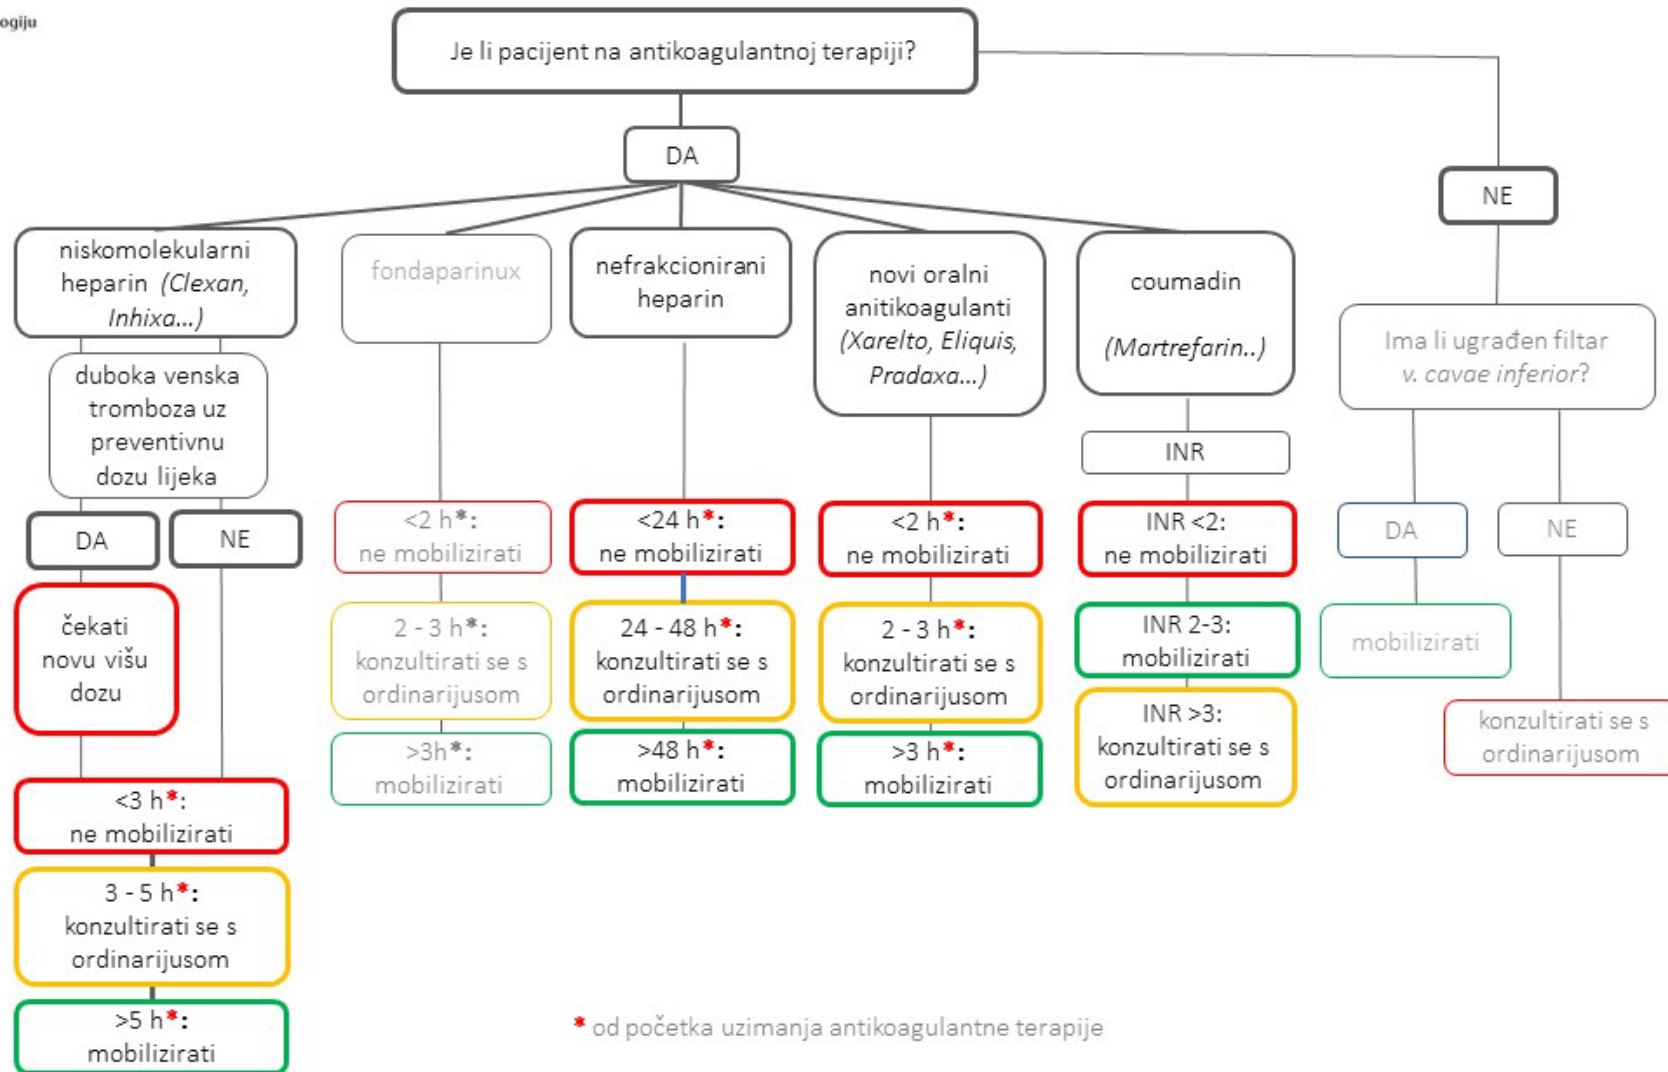 ogiju
Je li pacijent na antikoagulantnoj terapiji?
DA
NE
niskomolekularni
heparin (Clexan,
Inhixa...)
fondaparinux
nefrakcionirani
heparin
novi oralni
anitikoagulanti
(Xarelto, Eliquis,
Pradaxa...)
coumadin
(Martrefarin..)
Ima li ugrađen filtar
v. cavae inferior?
duboka venska
tromboza uz
preventivnu
dozu lijeka
INR
DA
NE
čekati
novu višu
dozu
<3 h*:
ne mobilizirati
3 - 5 h*:
konzultirati se s
ordinarijusom
>5 h*:
mobilizirati
<2 h*:
ne mobilizirati
2 - 3 h*:
konzultirati se s
ordinarijusom
>3h*:
mobilizirati
<24 h*:
ne mobilizirati
24 - 48 h*:
konzultirati se s
ordinarijusom
>48 h*:
mobilizirati
<2 h*:
ne mobilizirati
2 - 3 h*:
konzultirati se s
ordinarijusom
>3 h*:
mobilizirati
INR <2:
ne mobilizirati
INR 2-3:
mobilizirati
INR >3:
konzultirati se s
ordinarijusom
DA
NE
mobilizirati
konzultirati se s
ordinarijusom
* od početka uzimanja antikoagulantne terapije